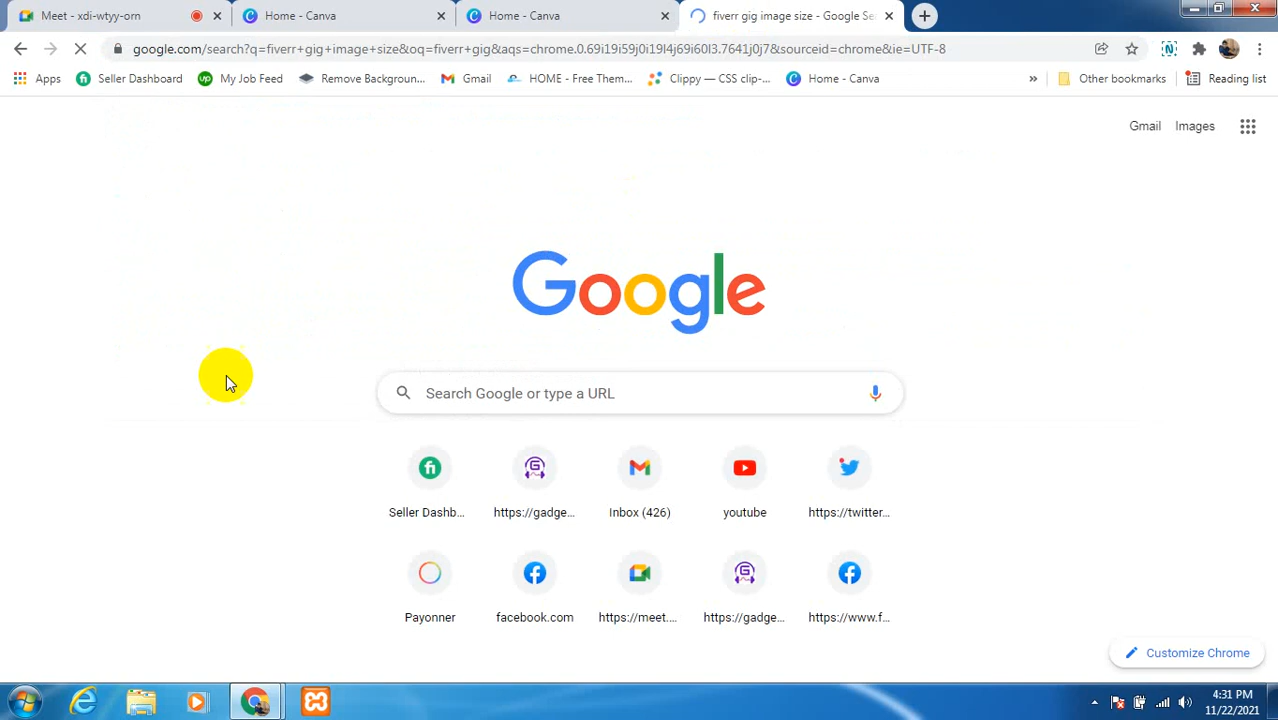 Meet - xdi-wtyy-orn
Home - Canva
Home - Canva
fiverr gig image size - Google Se
google.com/search?q=fiverr+gig+image+size&oq=fiverr+gig&aqs=chrome.0.69i19i59j0i19l4j69i60l3.7641j0j7&sourceid=chrome&ie=UTF-8
Apps
Seller Dashboard
My Job Feed
Remove Backgroun...
Gmail
HOME - Free Them...
Clippy — CSS clip-...
Home - Canva
»
Other bookmarks
Reading list
Gmail
Images
Google
Search Google or type a URL
Seller Dashb...
https://gadge...
Inbox (426)
youtube
https://twitter...
Payonner
facebook.com
https://meet....
https://gadge...
https://www.f...
Customize Chrome
4:31 PM
11/22/2021